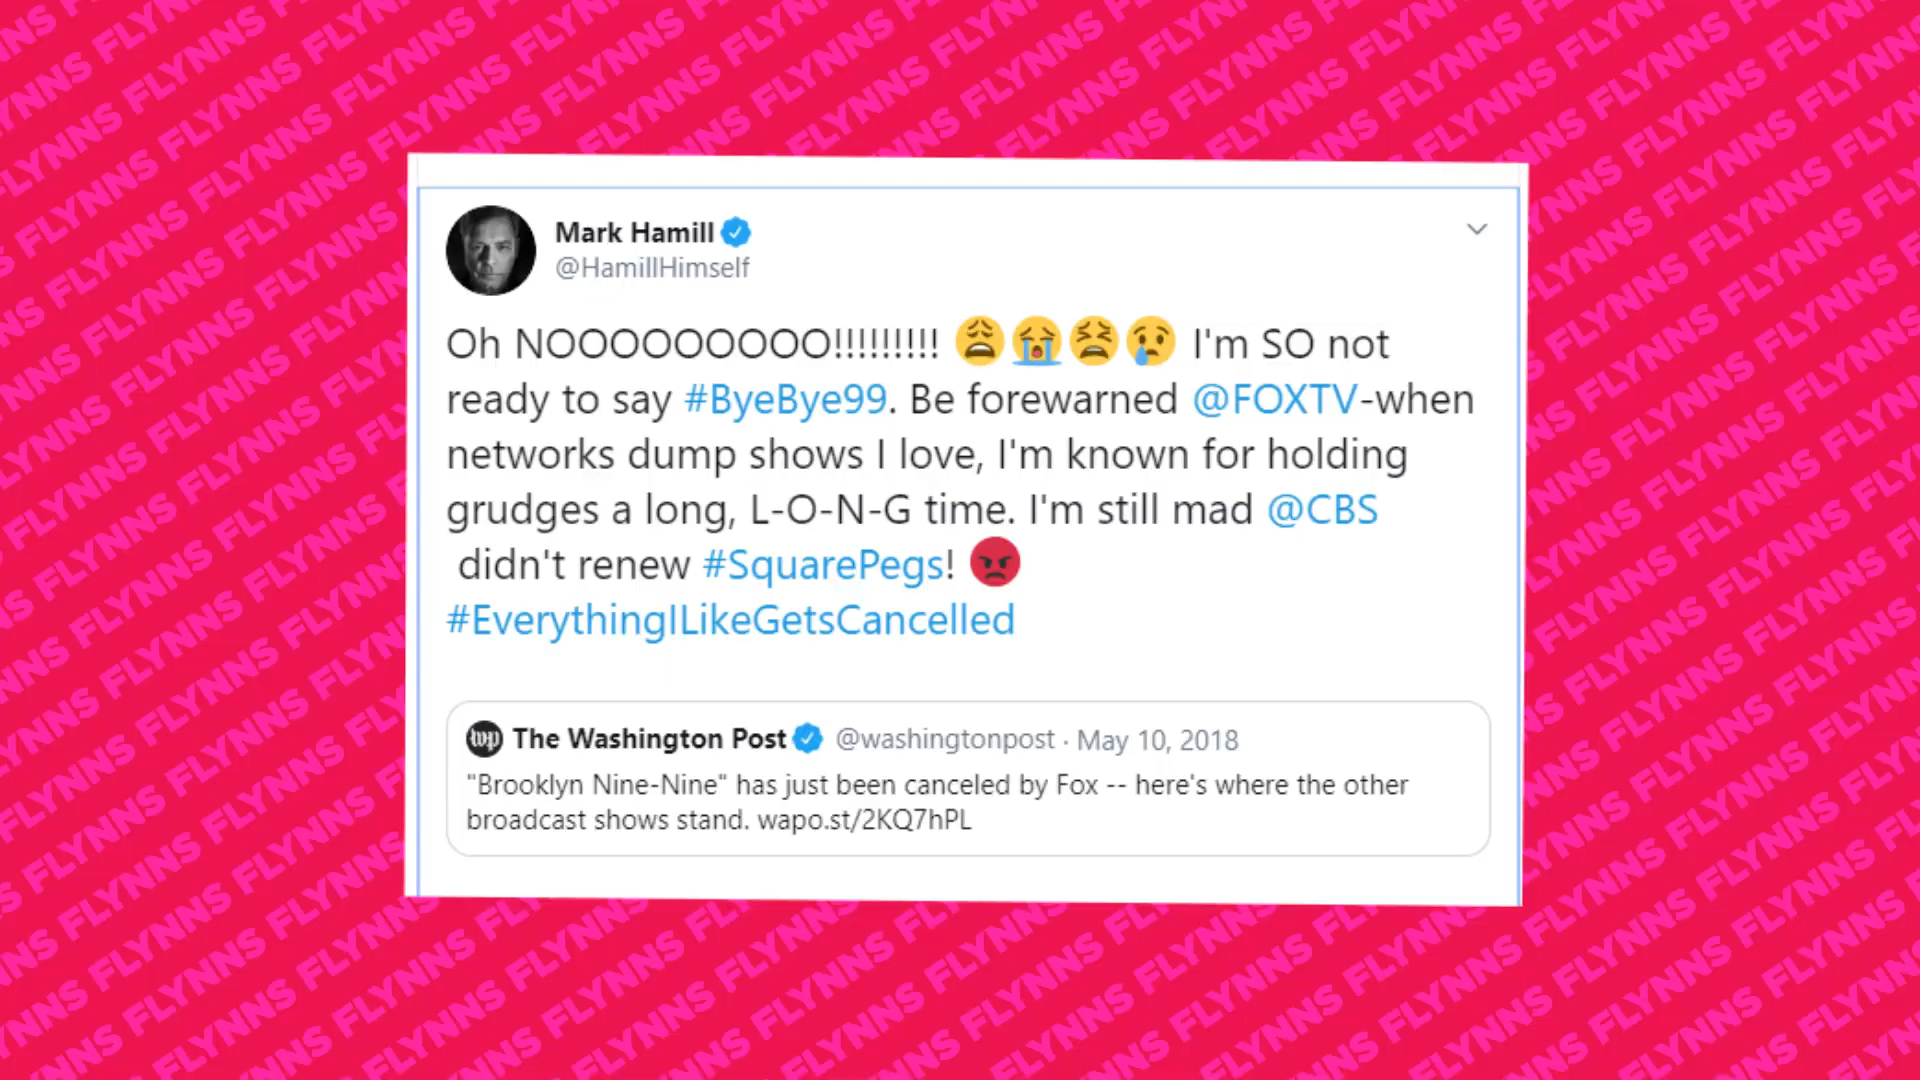 Mark Hamill
@HamillHimself
Oh NOOOOOOOOO!!!!!!!!! 😩😭😫😢 I'm SO not
ready to say #ByeBye99. Be forewarned @FOXTV-when
networks dump shows I love, I'm known for holding
grudges a long, L-O-N-G time. I'm still mad @CBS
didn't renew #SquarePegs! 😡
#EverythingILikeGetsCancelled
wp The Washington Post @washingtonpost · May 10, 2018
"Brooklyn Nine-Nine" has just been canceled by Fox -- here's where the other
broadcast shows stand. wapo.st/2KQ7hPL
FLYNNS